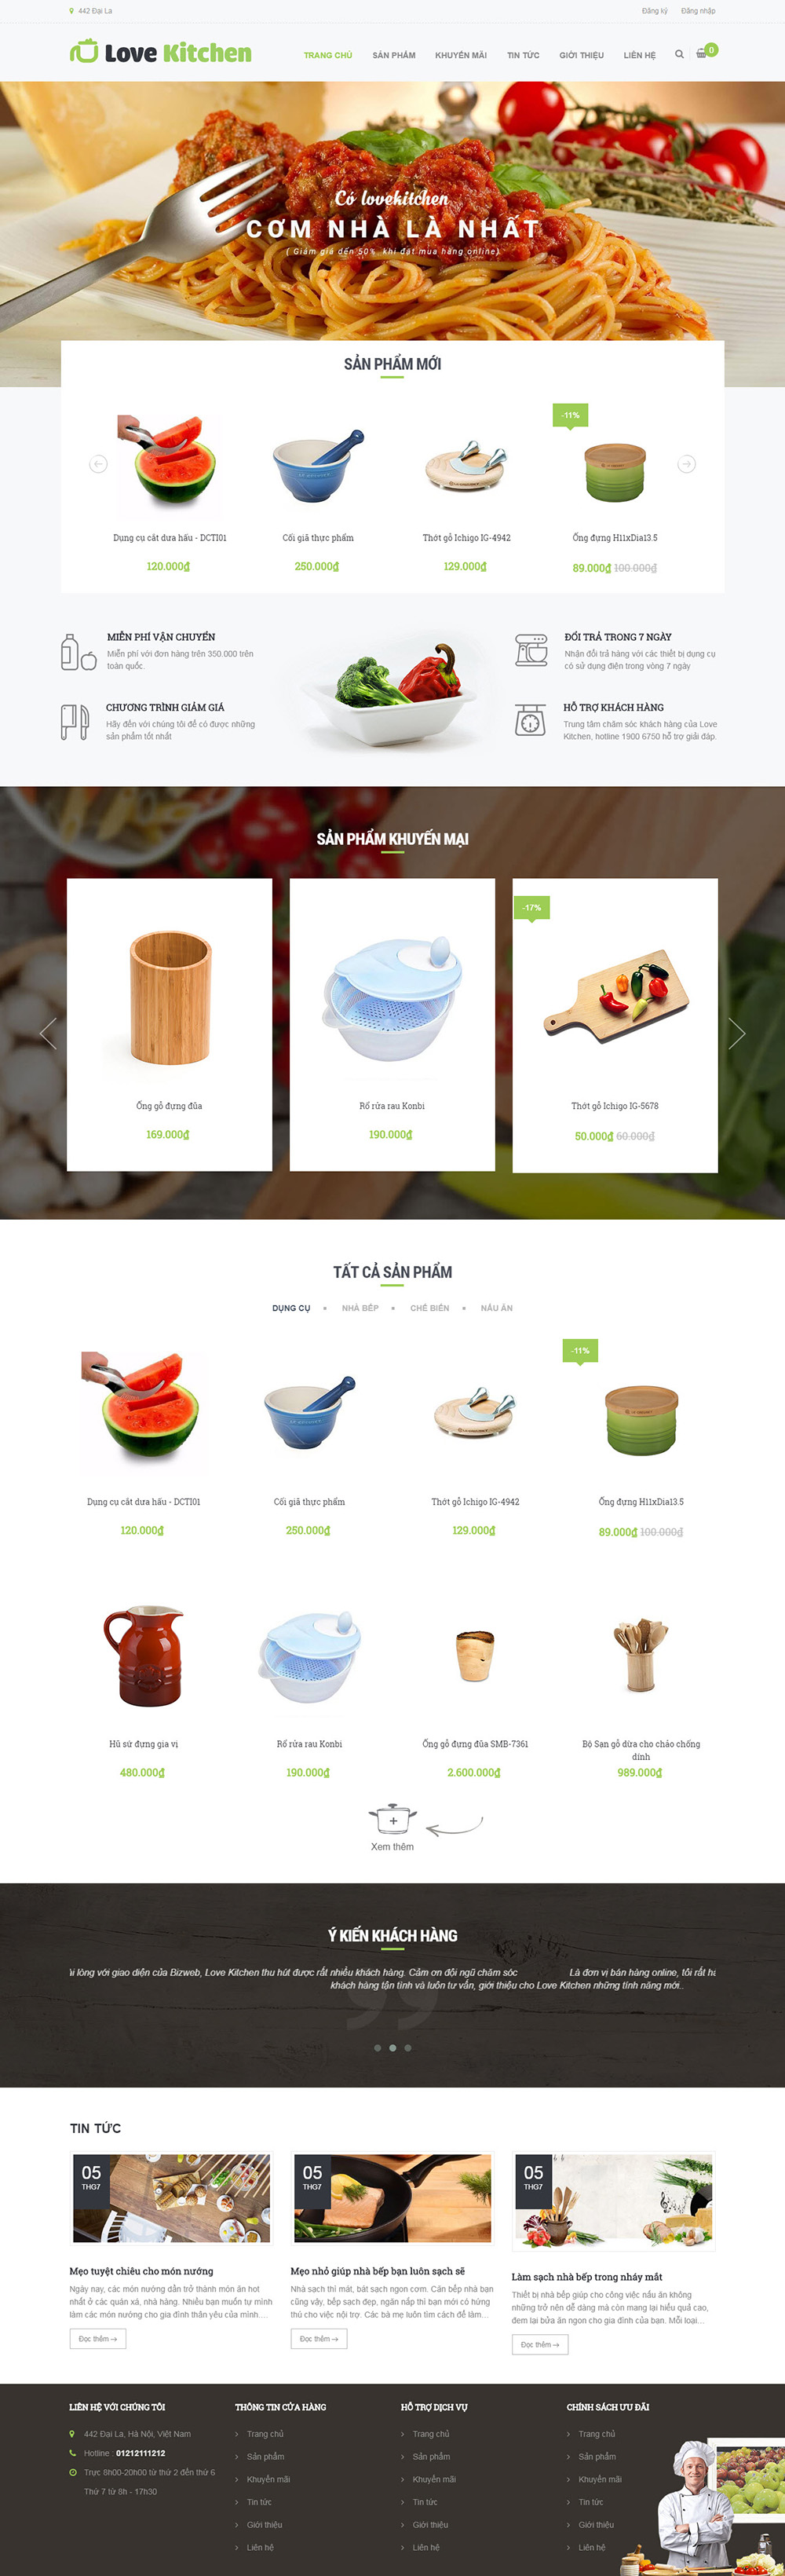 442 Đại La
Đăng ký Đăng nhập
Love Kitchen
TRANG CHỦ SẢN PHẨM KHUYẾN MÃI TIN TỨC GIỚI THIỆU LIÊN HỆ 0
Có lovekitchen
CƠM NHÀ LÀ NHẤT
( Giảm giá đến 50% khi đặt mua hàng online)
SẢN PHẨM MỚI
-11%
Dụng cụ cắt dưa hấu - DCTI01
Cối giã thực phẩm
Thớt gỗ Ichigo IG-4942
Ống đựng H11xDia13.5
120.000₫
250.000₫
129.000₫
89.000₫ 100.000₫
MIỄN PHÍ VẬN CHUYỂN
Miễn phí với đơn hàng trên 350.000 trên
toàn quốc.
ĐỔI TRẢ TRONG 7 NGÀY
Nhận đổi trả hàng với các thiết bị dụng cụ
có sử dụng điện trong vòng 7 ngày
CHƯƠNG TRÌNH GIẢM GIÁ
Hãy đến với chúng tôi để có được những
sản phẩm tốt nhất
HỖ TRỢ KHÁCH HÀNG
Trung tâm chăm sóc khách hàng của Love
Kitchen, hotline 1900 6750 hỗ trợ giải đáp.
SẢN PHẨM KHUYẾN MẠI
-17%
Ống gỗ đựng đũa
Rổ rửa rau Konbi
Thớt gỗ Ichigo IG-5678
169.000₫
190.000₫
50.000₫ 60.000₫
TẤT CẢ SẢN PHẨM
DỤNG CỤ NHÀ BẾP CHẾ BIẾN NẤU ĂN
-11%
Dụng cụ cắt dưa hấu - DCTI01
Cối giã thực phẩm
Thớt gỗ Ichigo IG-4942
Ống đựng H11xDia13.5
120.000₫
250.000₫
129.000₫
89.000₫ 100.000₫
Hũ sứ đựng gia vị
Rổ rửa rau Konbi
Ống gỗ đựng đũa SMB-7361
Bộ Sạn gỗ dừa cho chảo chống
dính
480.000₫
190.000₫
2.600.000₫
989.000₫
Xem thêm
Ý KIẾN KHÁCH HÀNG
ài lòng với giao diện của Bizweb, Love Kitchen thu hút được rất nhiều khách hàng. Cảm ơn đội ngũ chăm sóc
Là đơn vị bán hàng online, tôi rất hà
khách hàng tận tình và luôn tư vấn, giới thiệu cho Love Kitchen những tính năng mới..
TIN TỨC
05
THG7
05
THG7
05
THG7
Mẹo tuyệt chiêu cho món nướng
Ngày nay, các món nướng dần trở thành món ăn hot
nhất ở các quán xá, nhà hàng. Nhiều bạn muốn tự mình
làm các món nướng cho gia đình thân yêu của mình....
Đọc thêm
Mẹo nhỏ giúp nhà bếp bạn luôn sạch sẽ
Nhà sạch thì mát, bát sạch ngon cơm. Căn bếp nhà bạn
cũng vậy, bếp sạch đẹp, ngăn nắp thì bạn mới có hứng
thú cho việc nội trợ. Các bà mẹ luôn tìm cách để làm...
Đọc thêm
Làm sạch nhà bếp trong nháy mắt
Thiết bị nhà bếp giúp cho công việc nấu ăn không
những trở nên dễ dàng mà còn mang lại hiệu quả cao,
đem lại bữa ăn ngon cho gia đình của bạn. Mỗi loại...
Đọc thêm
LIÊN HỆ VỚI CHÚNG TÔI
442 Đại La, Hà Nội, Việt Nam
Hotline : 01212111212
Trực 8h00-20h00 từ thứ 2 đến thứ 6
Thứ 7 từ 8h - 17h30
THÔNG TIN CỬA HÀNG
Trang chủ
Sản phẩm
Khuyến mãi
Tin tức
Giới thiệu
Liên hệ
HỖ TRỢ DỊCH VỤ
Trang chủ
Sản phẩm
Khuyến mãi
Tin tức
Giới thiệu
Liên hệ
CHÍNH SÁCH ƯU ĐÃI
Trang chủ
Sản phẩm
Khuyến mãi
Tin tức
Giới thiệu
Liên hệ